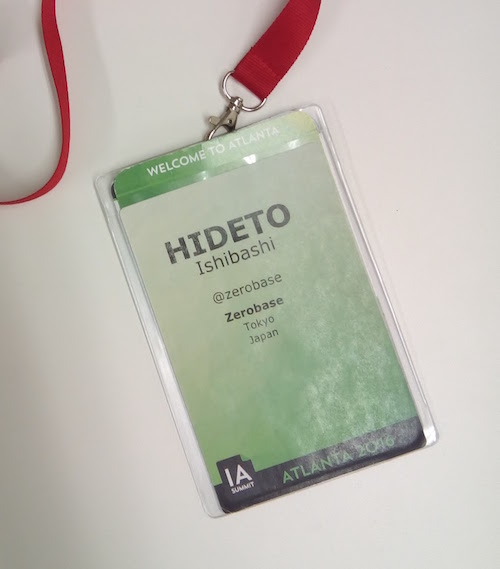 WELCOME TO ATLANTA
HIDETO
Ishibashi
@zerobase
Zerobase
Tokyo
Japan
IA
SUMMIT
ATLANTA 2016